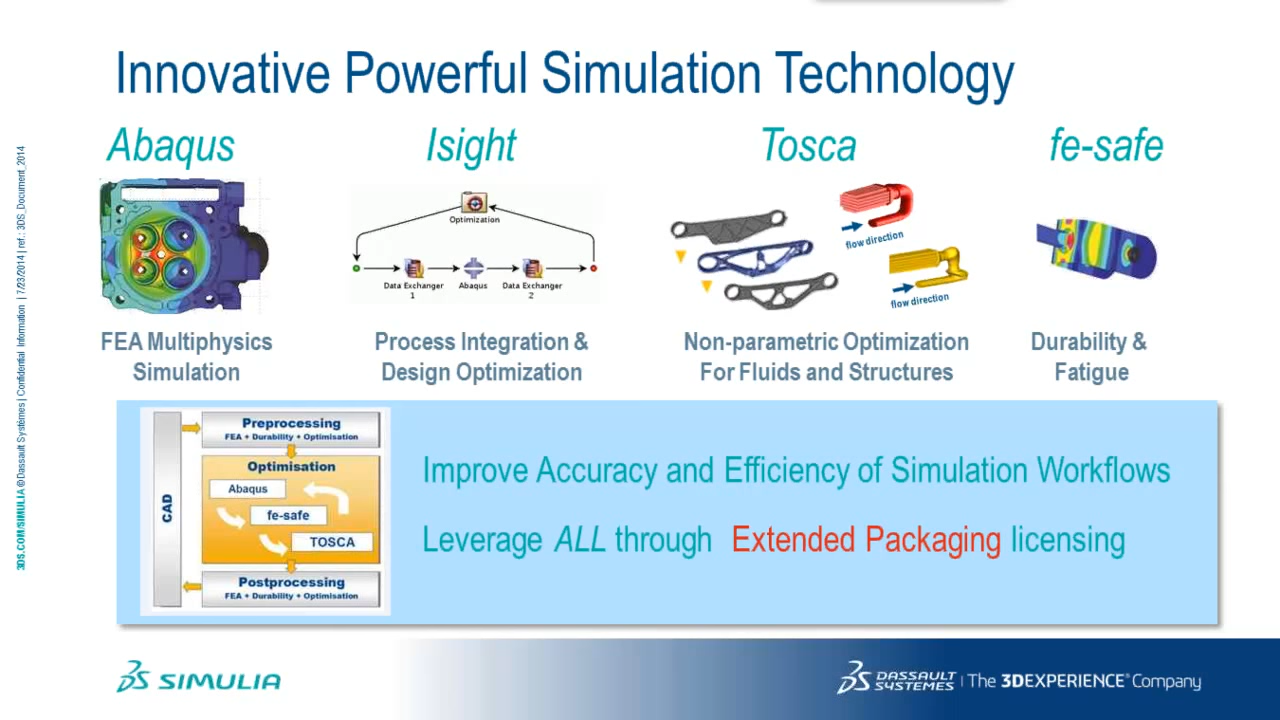 Innovative Powerful Simulation Technology
Abaqus
Isight
Tosca
fe-safe
Optimization
Data Exchanger
1
Abaqus
Data Exchanger
2
flow direction
flow direction
FEA Multiphysics
Simulation
Process Integration &
Design Optimization
Non-parametric Optimization
For Fluids and Structures
Durability &
Fatigue
CAD
Preprocessing
FEA + Durability + Optimisation
Optimisation
Abaqus
fe-safe
TOSCA
Postprocessing
FEA + Durability + Optimisation
Improve Accuracy and Efficiency of Simulation Workflows
Leverage ALL through Extended Packaging licensing
3DS.COM/SIMULIA © Dassault Systèmes | Confidential Information | 7/23/2014 | ref.: 3DS_Document_2014
3DS SIMULIA
3DS DASSAULT SYSTEMES | The 3DEXPERIENCE® Company